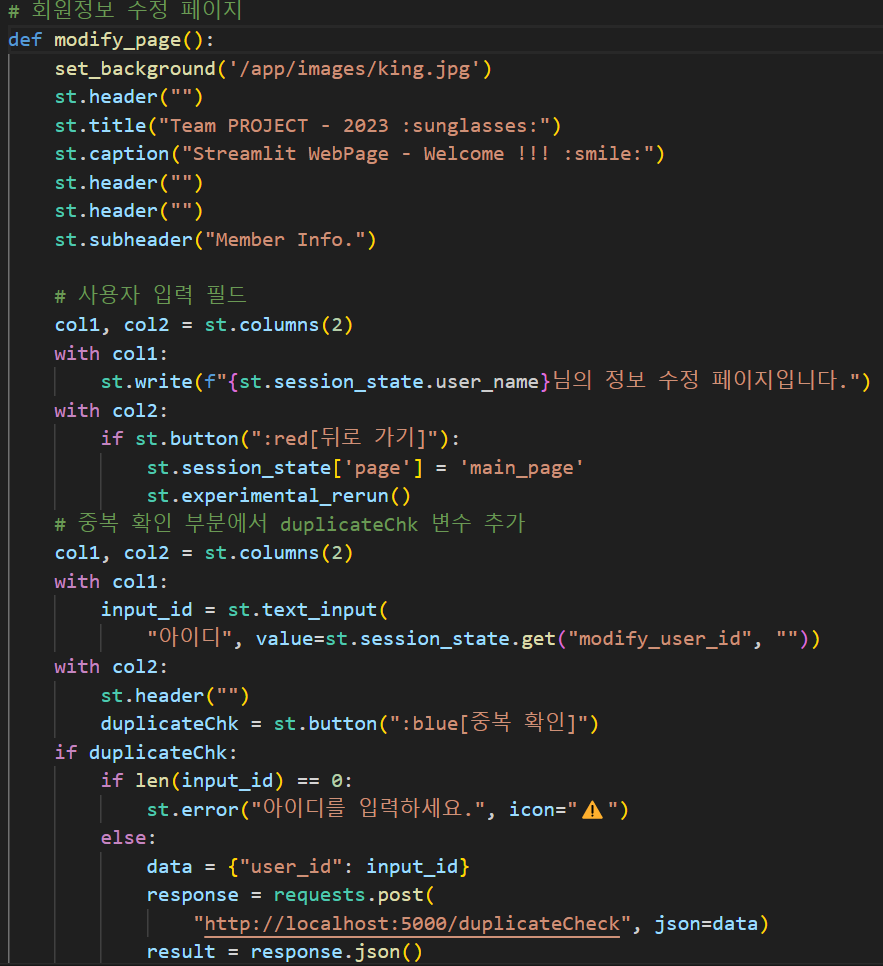 # 회원정보 수정 페이지
def modify_page():
    set_background('/app/images/king.jpg')
    st.header("")
    st.title("Team PROJECT - 2023 :sunglasses:")
    st.caption("Streamlit WebPage - Welcome !!! :smile:")
    st.header("")
    st.header("")
    st.subheader("Member Info.")

    # 사용자 입력 필드
    col1, col2 = st.columns(2)
    with col1:
        st.write(f"{st.session_state.user_name}님의 정보 수정 페이지입니다.")
    with col2:
        if st.button(":red[뒤로 가기]"):
            st.session_state['page'] = 'main_page'
            st.experimental_rerun()
    # 중복 확인 부분에서 duplicateChk 변수 추가
    col1, col2 = st.columns(2)
    with col1:
        input_id = st.text_input(
            "아이디", value=st.session_state.get("modify_user_id", ""))
    with col2:
        st.header("")
        duplicateChk = st.button(":blue[중복 확인]")
    if duplicateChk:
        if len(input_id) == 0:
            st.error("아이디를 입력하세요.", icon="⚠️")
        else:
            data = {"user_id": input_id}
            response = requests.post(
                "http://localhost:5000/duplicateCheck", json=data)
            result = response.json()